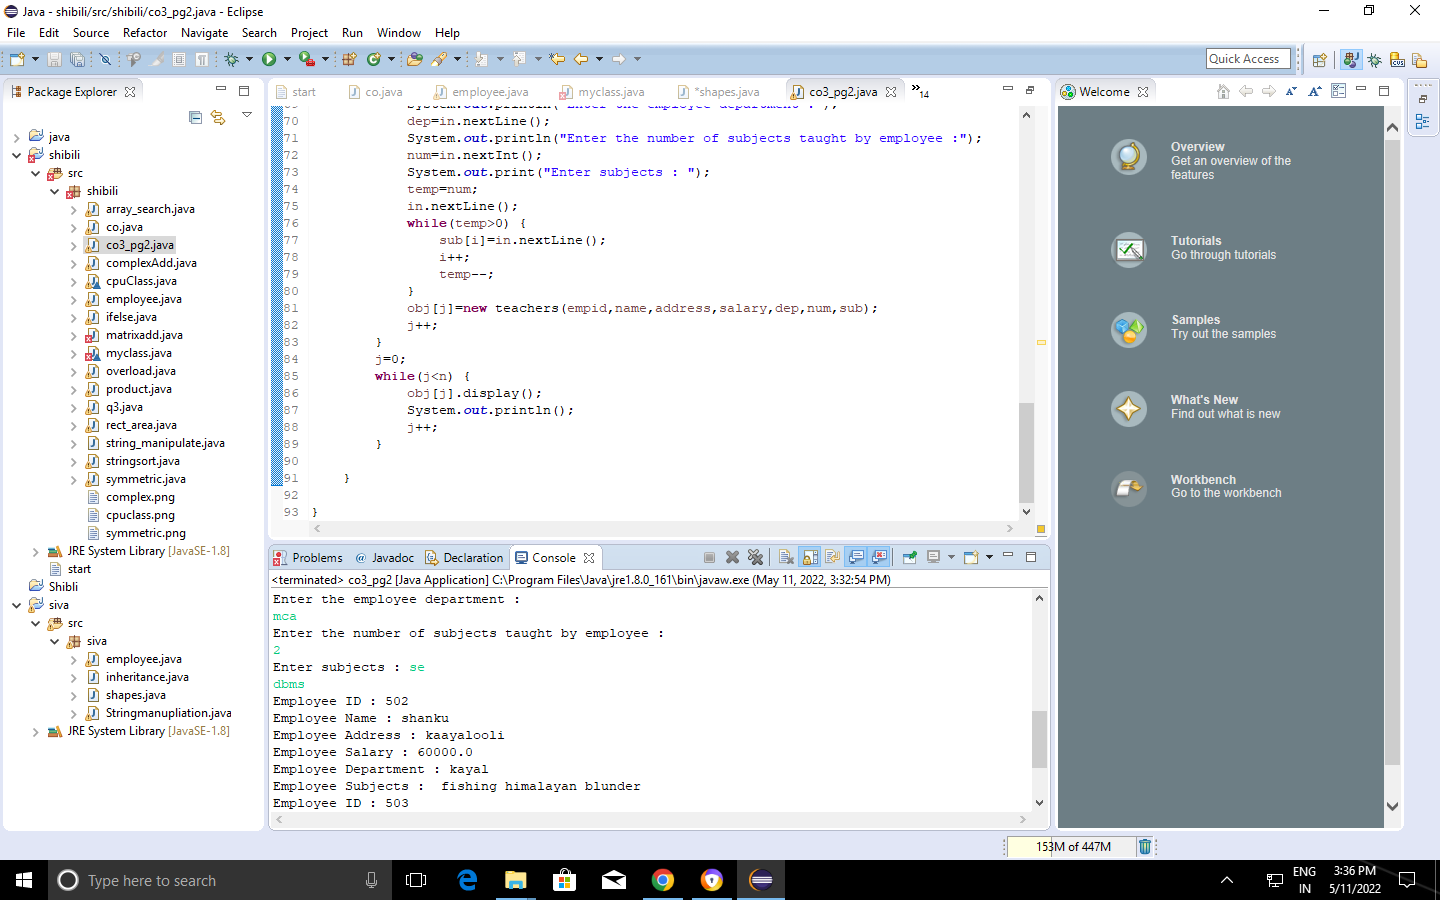 Java - shibili/src/shibili/co3_pg2.java - Eclipse
File Edit Source Refactor Navigate Search Project Run Window Help
Quick Access
Package Explorer
java
shibili
src
shibili
array_search.java
co.java
co3_pg2.java
complexAdd.java
cpuClass.java
employee.java
ifelse.java
matrixadd.java
myclass.java
overload.java
product.java
q3.java
rect_area.java
string_manipulate.java
stringsort.java
symmetric.java
complex.png
cpuclass.png
symmetric.png
JRE System Library [JavaSE-1.8]
start
Shibli
siva
src
siva
employee.java
inheritance.java
shapes.java
Stringmanupliation.java
JRE System Library [JavaSE-1.8]
start co.java employee.java myclass.java *shapes.java co3_pg2.java »14
69 System.out.println("Enter the employee department : ");
70 dep=in.nextLine();
71 System.out.println("Enter the number of subjects taught by employee :");
72 num=in.nextInt();
73 System.out.print("Enter subjects : ");
74 temp=num;
75 in.nextLine();
76 while(temp>0) {
77 sub[i]=in.nextLine();
78 i++;
79 temp--;
80 }
81 obj[j]=new teachers(empid,name,address,salary,dep,num,sub);
82 j++;
83 }
84 j=0;
85 while(j<n) {
86 obj[j].display();
87 System.out.println();
88 j++;
89 }
90
91 }
92
93 }
Problems @ Javadoc Declaration Console
<terminated> co3_pg2 [Java Application] C:\Program Files\Java\jre1.8.0_161\bin\javaw.exe (May 11, 2022, 3:32:54 PM)
Enter the employee department :
mca
Enter the number of subjects taught by employee :
2
Enter subjects : se
dbms
Employee ID : 502
Employee Name : shanku
Employee Address : kaayalooli
Employee Salary : 60000.0
Employee Department : kayal
Employee Subjects :  fishing himalayan blunder
Employee ID : 503
Welcome
Overview
Get an overview of the
features
Tutorials
Go through tutorials
Samples
Try out the samples
What's New
Find out what is new
Workbench
Go to the workbench
153M of 447M
Type here to search
ENG
IN
3:36 PM
5/11/2022